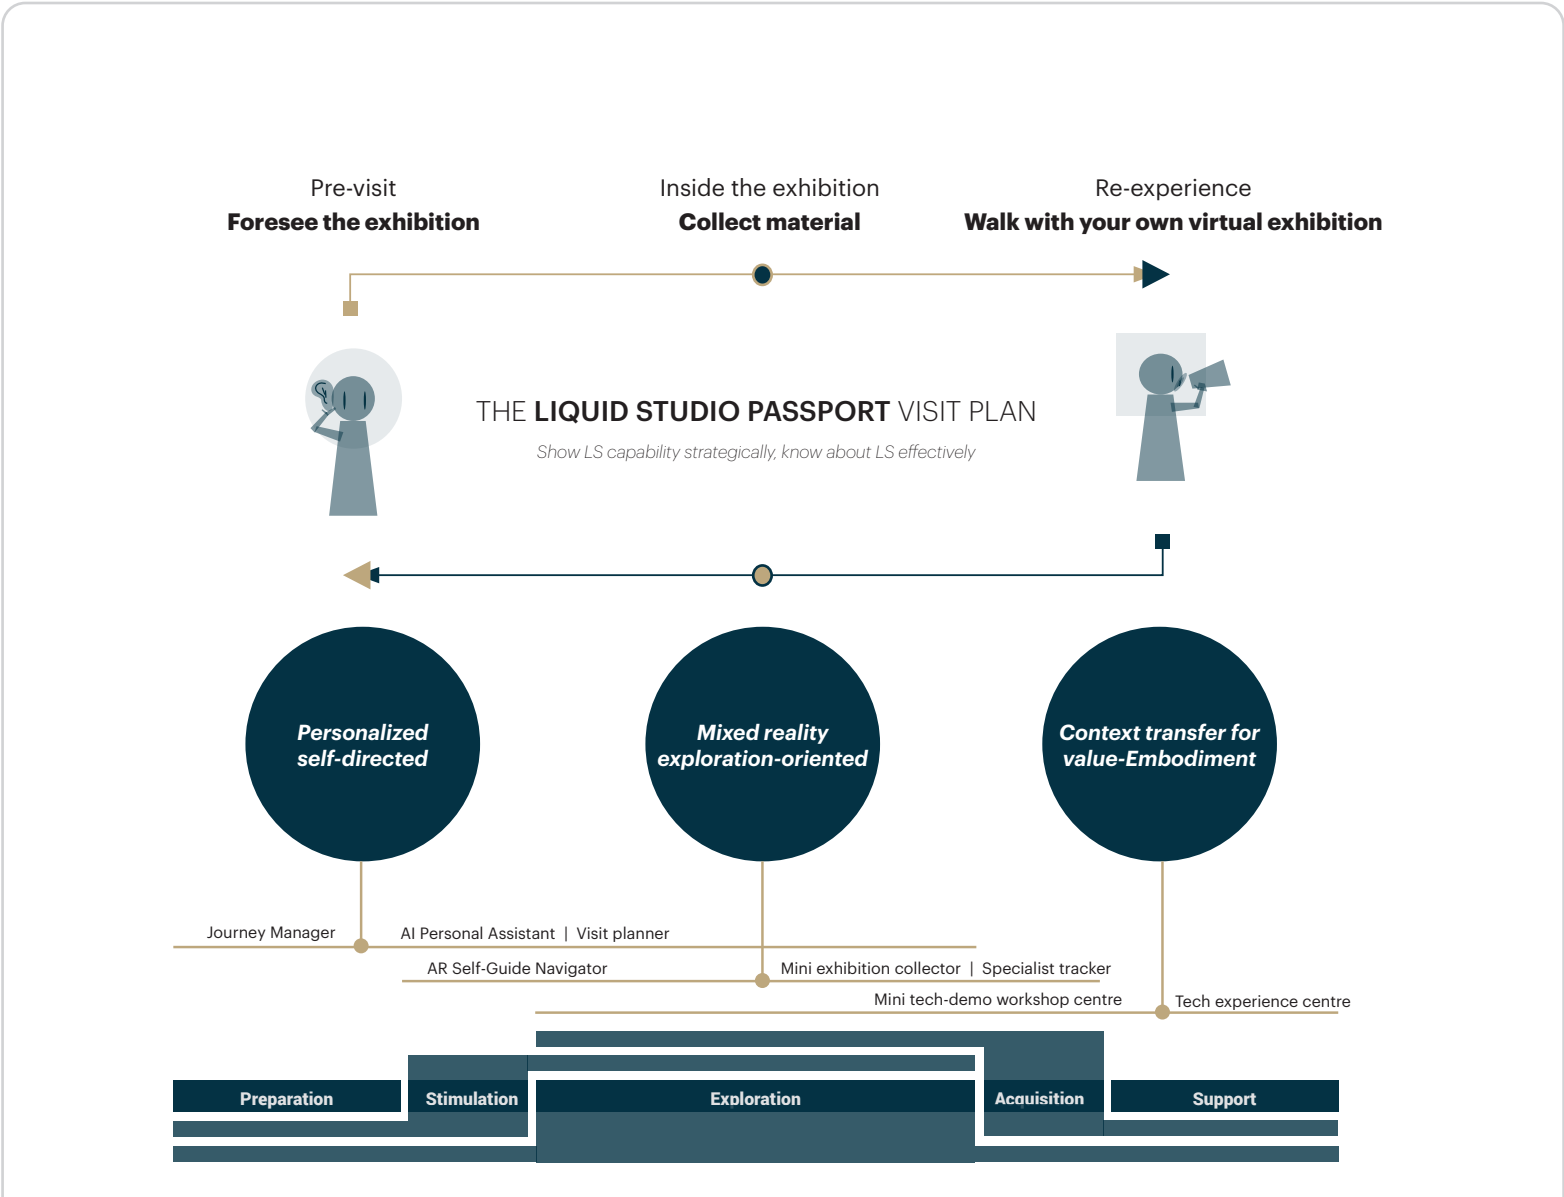 Pre-visit
Foresee the exhibition
Inside the exhibition
Collect material
Re-experience
Walk with your own virtual exhibition
THE LIQUID STUDIO PASSPORT VISIT PLAN
Show LS capability strategically, know about LS effectively
Personalized
self-directed
Mixed reality
exploration-oriented
Context transfer for
value-Embodiment
Journey Manager
AI Personal Assistant | Visit planner
AR Self-Guide Navigator
Mini exhibition collector | Specialist tracker
Mini tech-demo workshop centre
Tech experience centre
Preparation
Stimulation
Exploration
Acquisition
Support